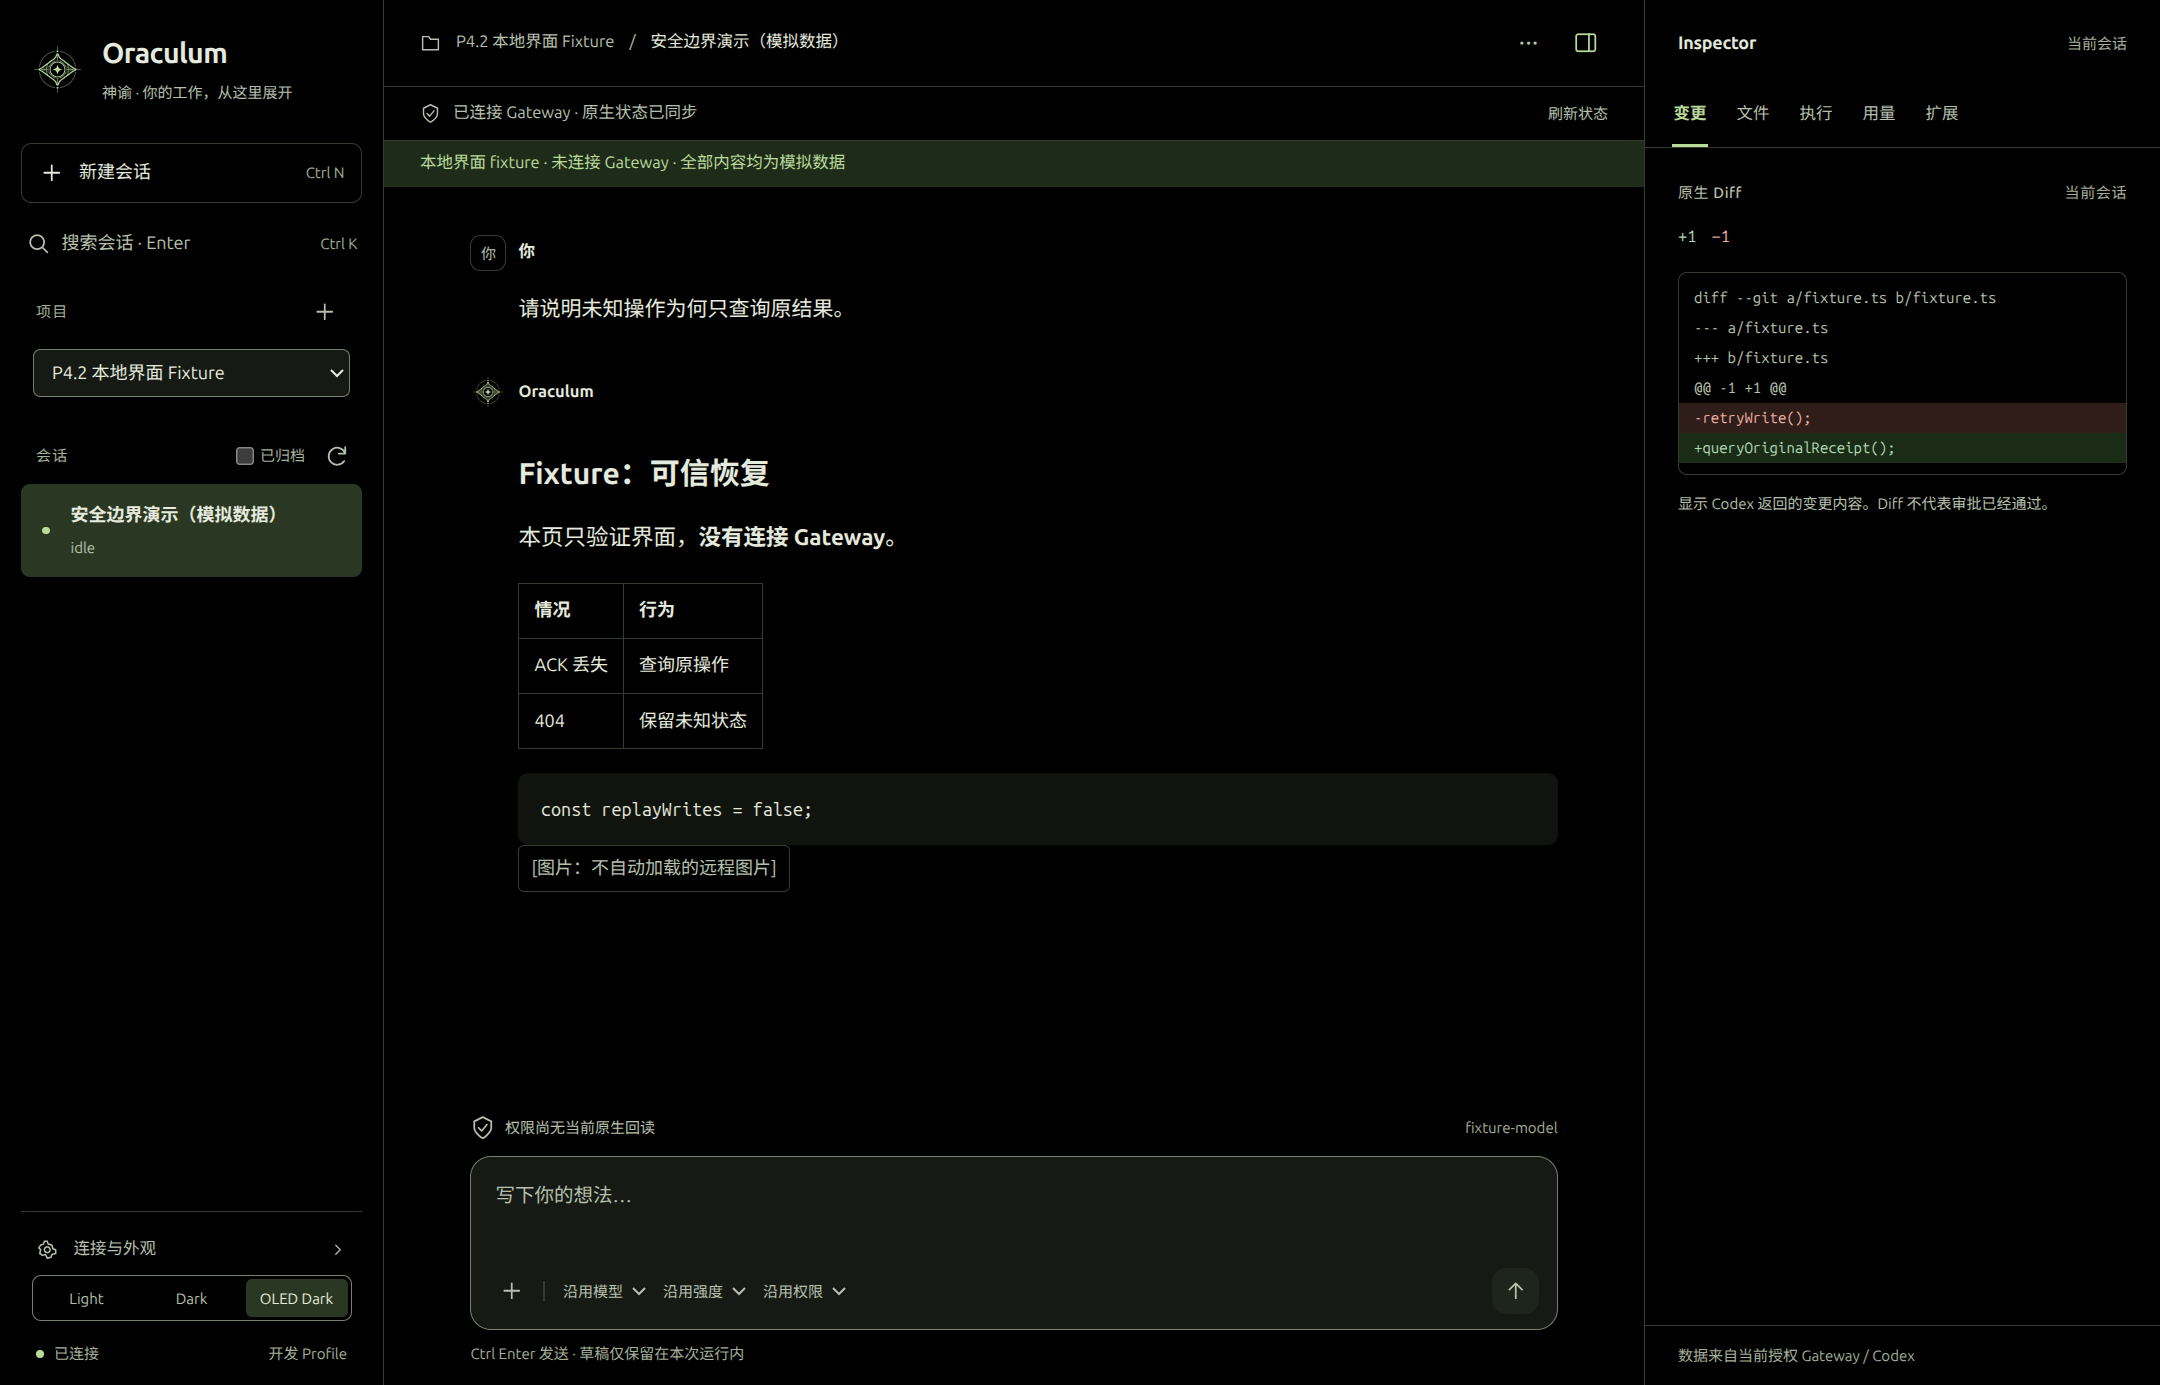 Oraculum
神谕 · 你的工作，从这里展开
新建会话 Ctrl N
搜索会话 · Enter Ctrl K
项目
P4.2 本地界面 Fixture
会话 已归档
安全边界演示（模拟数据）
idle
连接与外观
Light Dark OLED Dark
已连接 开发 Profile
P4.2 本地界面 Fixture / 安全边界演示（模拟数据）
已连接 Gateway · 原生状态已同步 刷新状态
本地界面 fixture · 未连接 Gateway · 全部内容均为模拟数据
你 你
请说明未知操作为何只查询原结果。
Oraculum
Fixture：可信恢复
本页只验证界面，没有连接 Gateway。
情况 行为
ACK 丢失 查询原操作
404 保留未知状态
const replayWrites = false;
[图片：不自动加载的远程图片]
权限尚无当前原生回读 fixture-model
写下你的想法…
沿用模型 沿用强度 沿用权限
Ctrl Enter 发送 · 草稿仅保留在本次运行内
Inspector 当前会话
变更 文件 执行 用量 扩展
原生 Diff 当前会话
+1 −1
diff --git a/fixture.ts b/fixture.ts
--- a/fixture.ts
+++ b/fixture.ts
@@ -1 +1 @@
-retryWrite();
+queryOriginalReceipt();
显示 Codex 返回的变更内容。Diff 不代表审批已经通过。
数据来自当前授权 Gateway / Codex